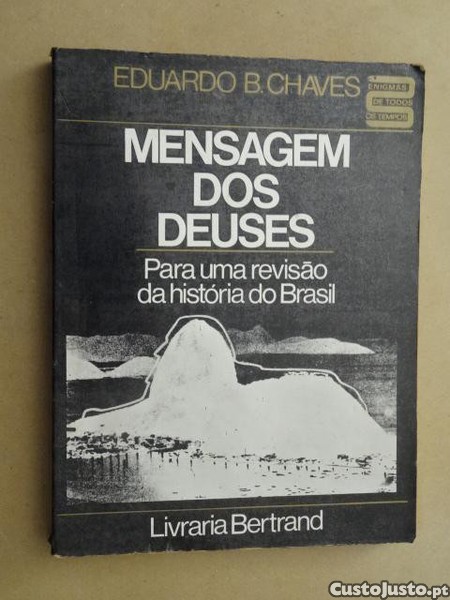 EDUARDO B. CHAVES
ENIGMAS
DE TODOS
OS TEMPOS
MENSAGEM
DOS
DEUSES
Para uma revisão
da história do Brasil
Livraria Bertrand
CustoJusto.pt